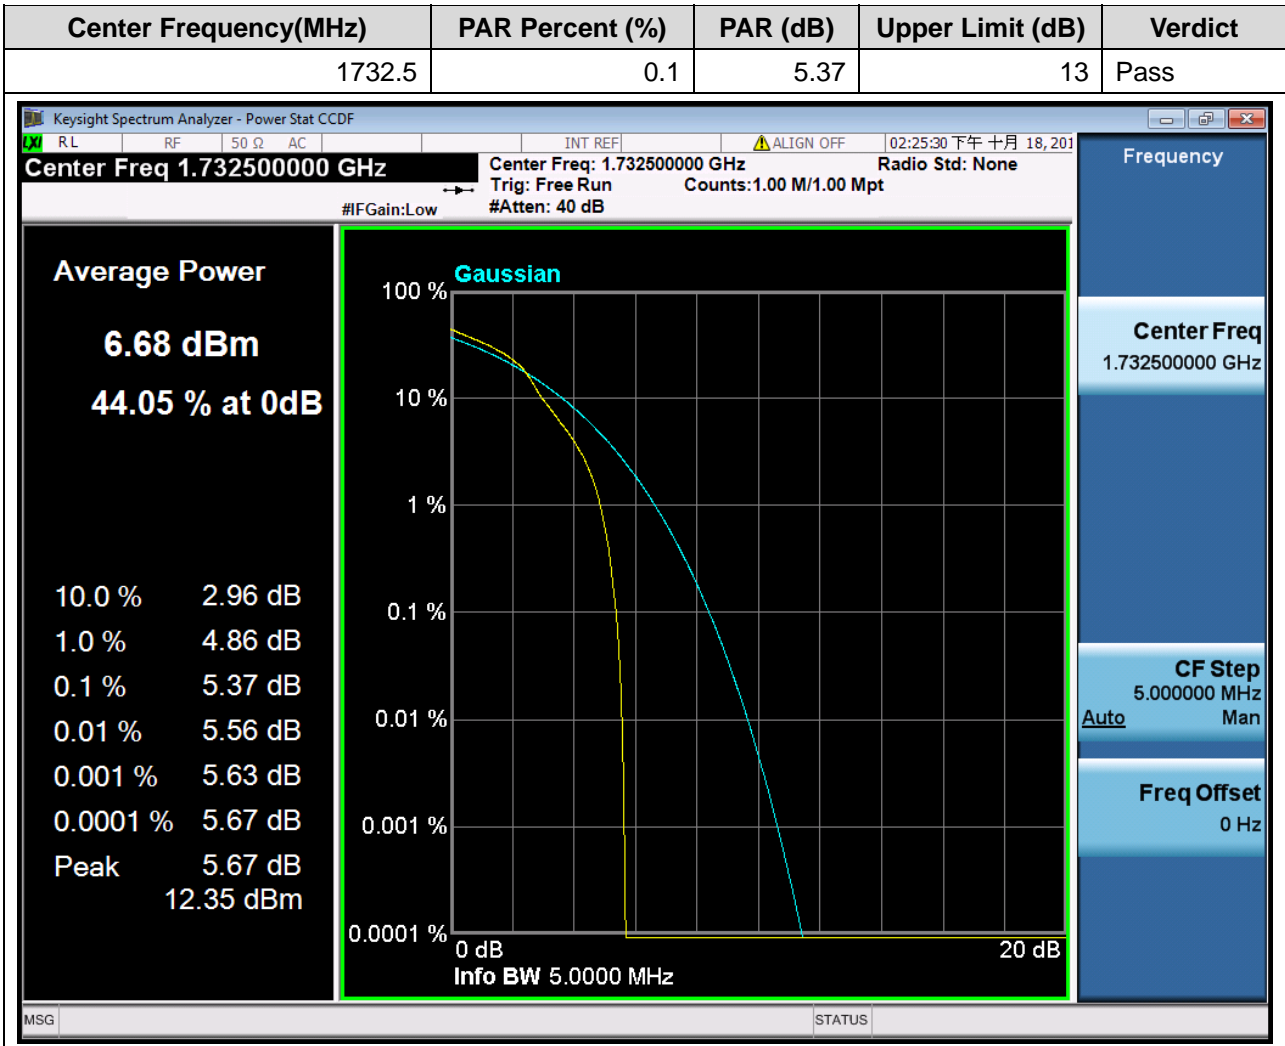 Center Frequency(MHz) PAR Percent (%) PAR (dB) Upper Limit (dB) Verdict
1732.5 0.1 5.37 13 Pass
Keysight Spectrum Analyzer - Power Stat CCDF
LXI RL RF 50 Ω AC INT REF ALIGN OFF 02:25:30 下午 十月 18, 201
Center Freq 1.732500000 GHz
Center Freq: 1.732500000 GHz Radio Std: None
Trig: Free Run Counts:1.00 M/1.00 Mpt
#IFGain:Low #Atten: 40 dB
Average Power
6.68 dBm
44.05 % at 0dB
10.0 % 2.96 dB
1.0 % 4.86 dB
0.1 % 5.37 dB
0.01 % 5.56 dB
0.001 % 5.63 dB
0.0001 % 5.67 dB
Peak 5.67 dB
12.35 dBm
Gaussian
100 %
10 %
1 %
0.1 %
0.01 %
0.001 %
0.0001 %
0 dB 20 dB
Info BW 5.0000 MHz
Frequency
Center Freq
1.732500000 GHz
CF Step
5.000000 MHz
Auto Man
Freq Offset
0 Hz
MSG STATUS